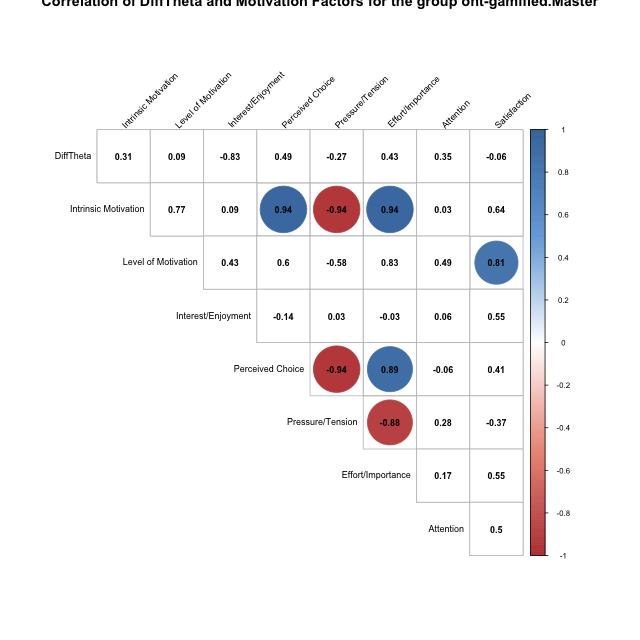 Correlation of DiffTheta and Motivation Factors for the group ont-gamified.Master
Intrinsic Motivation
Level of Motivation
Interest/Enjoyment
Perceived Choice
Pressure/Tension
Effort/Importance
Attention
Satisfaction
DiffTheta 0.31 0.09 -0.83 0.49 -0.27 0.43 0.35 -0.06
Intrinsic Motivation 0.77 0.09 0.94 -0.94 0.94 0.03 0.64
Level of Motivation 0.43 0.6 -0.58 0.83 0.49 0.81
Interest/Enjoyment -0.14 0.03 -0.03 0.06 0.55
Perceived Choice -0.94 0.89 -0.06 0.41
Pressure/Tension -0.88 0.28 -0.37
Effort/Importance 0.17 0.55
Attention 0.5
1
0.8
0.6
0.4
0.2
0
-0.2
-0.4
-0.6
-0.8
-1